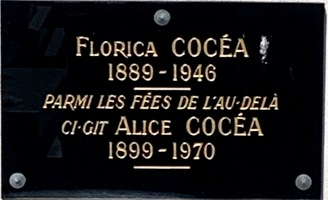 FLORICA COCÉA
1889-1946
PARMI LES FÉES DE L'AU-DELÀ
CI-GIT ALICE COCÉA
1899-1970